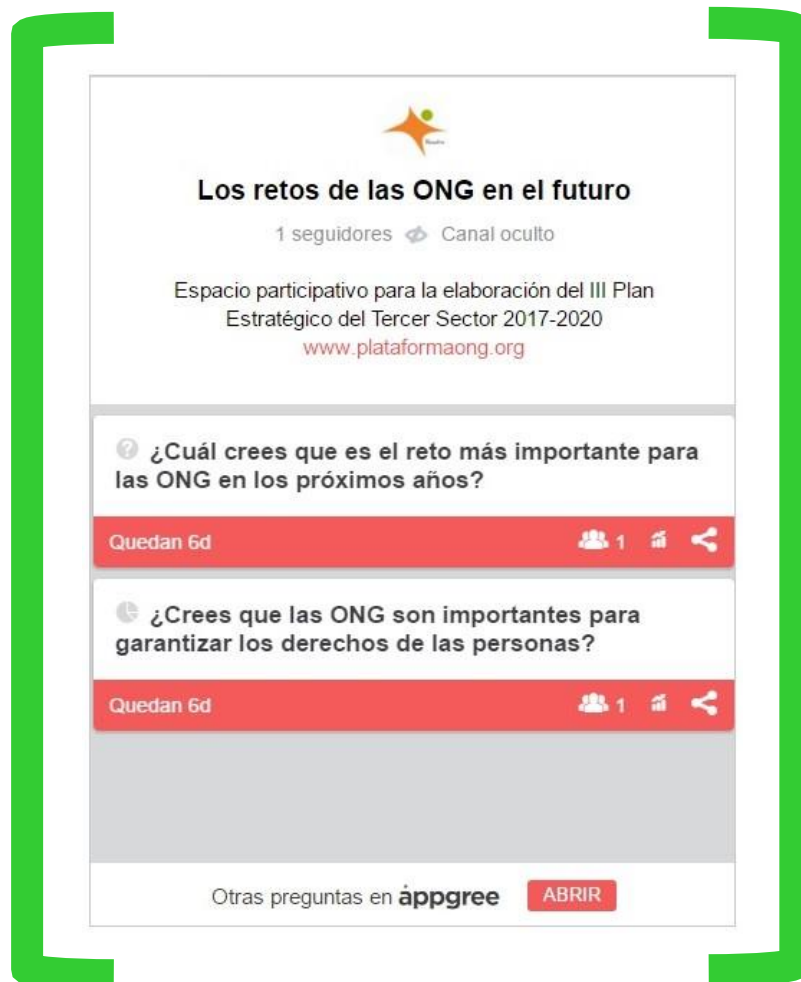 Los retos de las ONG en el futuro
1 seguidores Canal oculto
Espacio participativo para la elaboración del III Plan
Estratégico del Tercer Sector 2017-2020
www.plataformaong.org
¿Cuál crees que es el reto más importante para
las ONG en los próximos años?
Quedan 6d 1
¿Crees que las ONG son importantes para
garantizar los derechos de las personas?
Quedan 6d 1
Otras preguntas en áppgree ABRIR